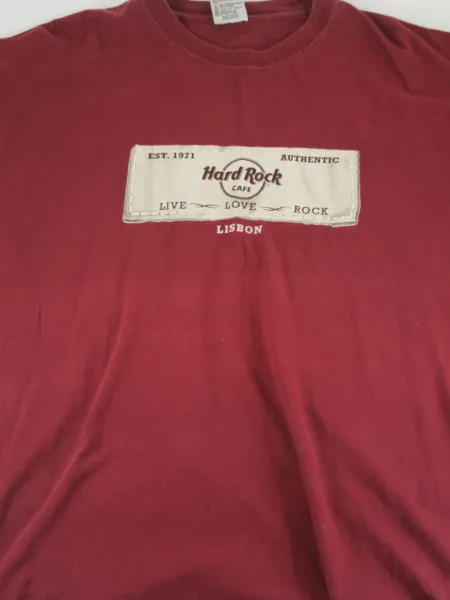 EST. 1971 AUTHENTIC
Hard Rock
CAFE
LIVE LOVE ROCK
LISBON